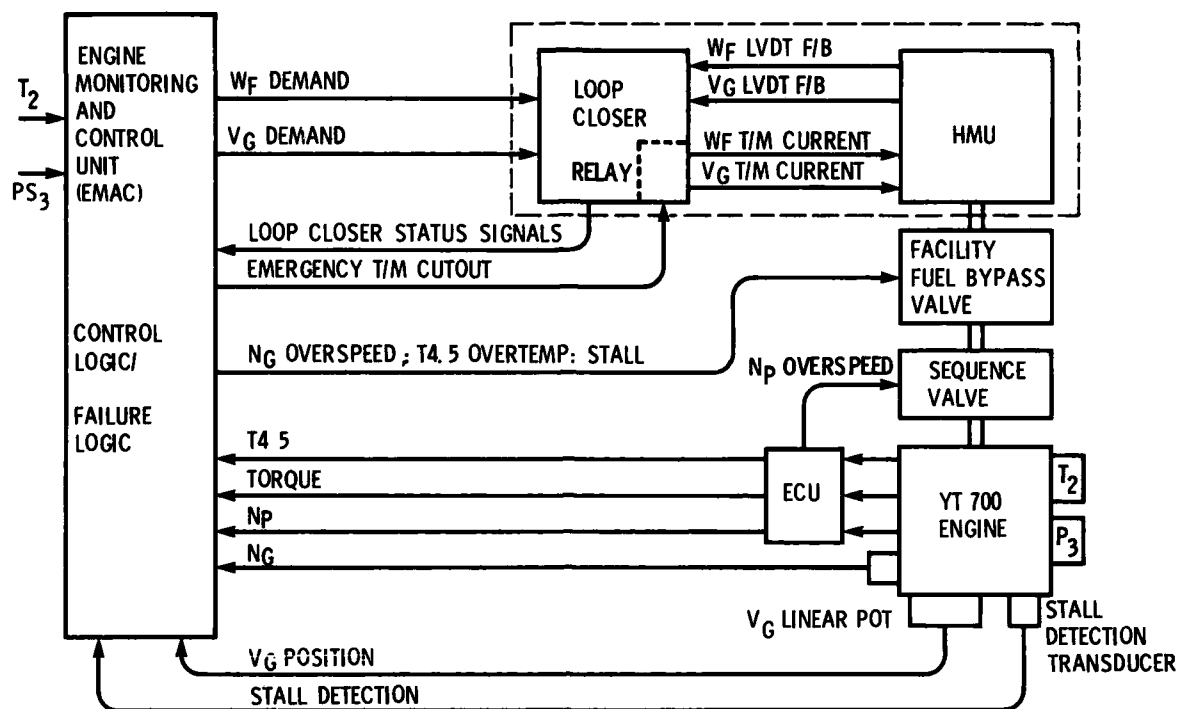 T2
PS3
ENGINE
MONITORING
AND
CONTROL
UNIT
(EMAC)
CONTROL
LOGIC/
FAILURE
LOGIC
WF DEMAND
VG DEMAND
LOOP
CLOSER
RELAY
WF LVDT F/B
VG LVDT F/B
WF T/M CURRENT
VG T/M CURRENT
HMU
LOOP CLOSER STATUS SIGNALS
EMERGENCY T/M CUTOUT
FACILITY
FUEL BYPASS
VALVE
NG OVERSPEED ; T4.5 OVERTEMP: STALL
NP OVERSPEED
SEQUENCE
VALVE
T4 5
TORQUE
NP
NG
ECU
YT 700
ENGINE
T2
P3
VG LINEAR POT
STALL
DETECTION
TRANSDUCER
VG POSITION
STALL DETECTION